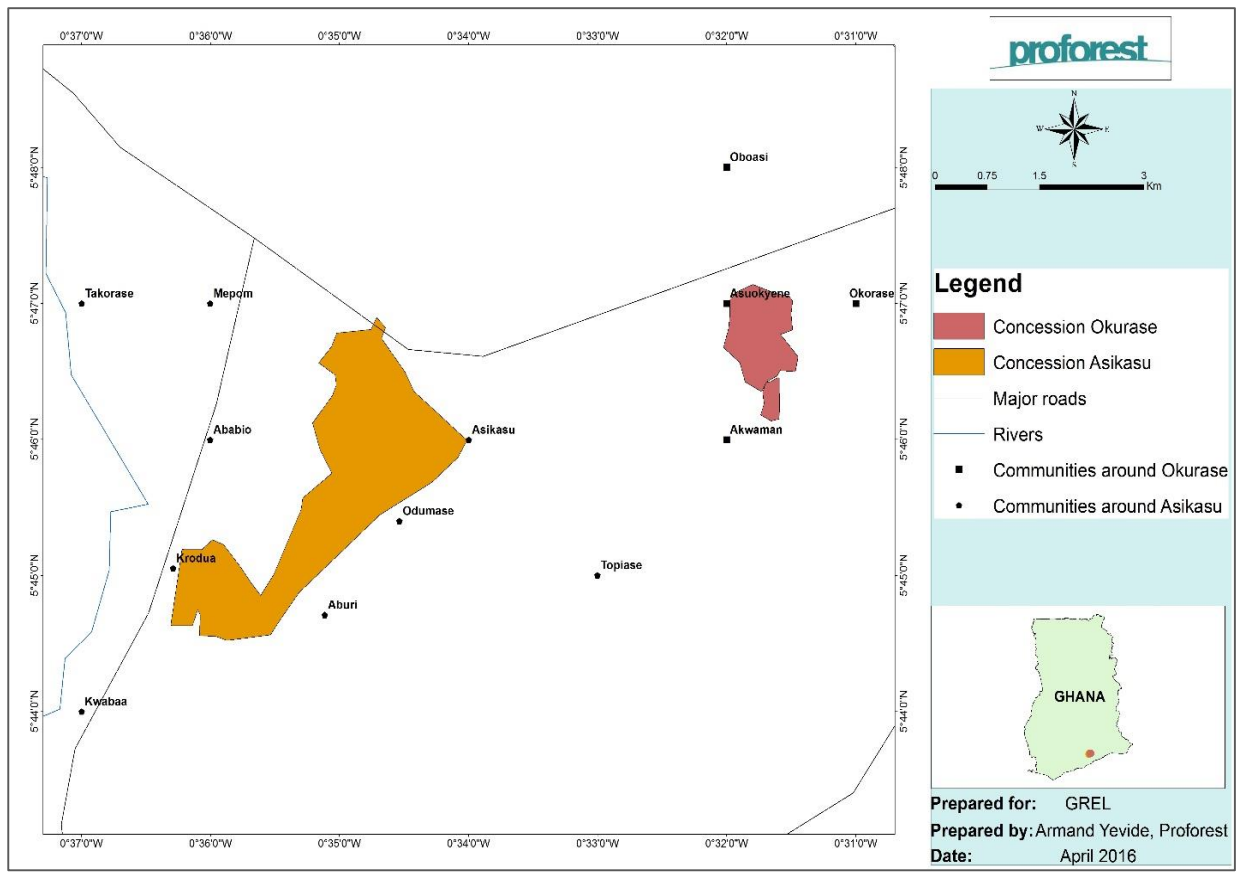 0°37'0"W 0°36'0"W 0°35'0"W 0°34'0"W 0°33'0"W 0°32'0"W 0°31'0"W
proforest
N
W E
S
5°48'0"N Oboasi 5°48'0"N
0 0.75 1.5 3
Km
5°47'0"N Takorase Mepom Asuokyene Okorase 5°47'0"N
5°46'0"N Ababio Asikasu Akwaman 5°46'0"N
Odumase
5°45'0"N Krodua Topiase 5°45'0"N
Aburi
5°44'0"N Kwabaa 5°44'0"N
0°37'0"W 0°36'0"W 0°35'0"W 0°34'0"W 0°33'0"W 0°32'0"W 0°31'0"W
Legend
Concession Okurase
Concession Asikasu
Major roads
Rivers
Communities around Okurase
Communities around Asikasu
GHANA
Prepared for: GREL
Prepared by: Armand Yevide, Proforest
Date: April 2016